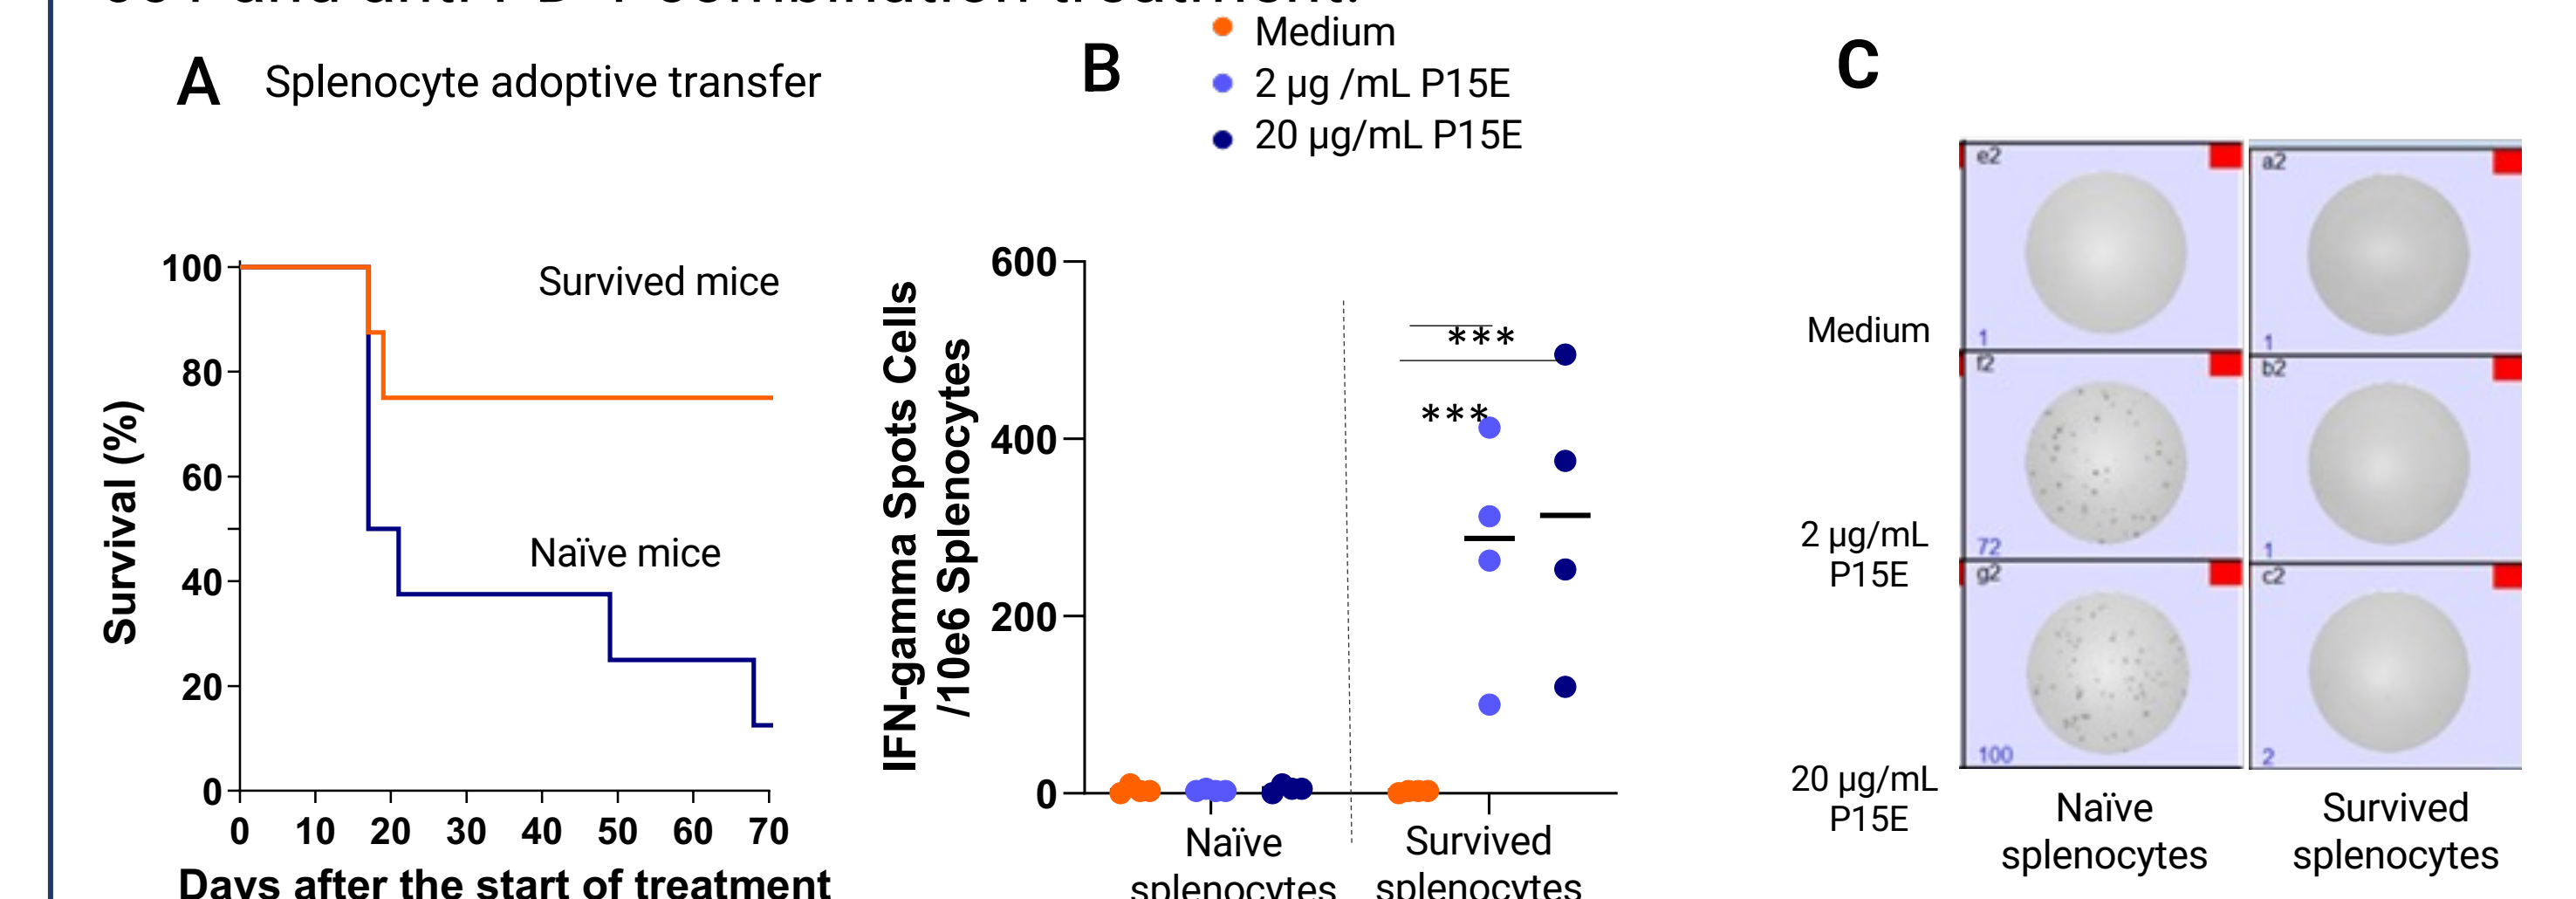 A
Splenocyte adoptive transfer
Survival (%)
100
80
60
40
20
0
Survived mice
Naïve mice
0 10 20 30 40 50 60 70
Days after the start of treatment
B
Medium
2 µg /mL P15E
20 µg/mL P15E
IFN-gamma Spots Cells
/10e6 Splenocytes
600
400
200
0
***
***
Naïve
splenocytes
Survived
splenocytes
C
Medium
2 µg/mL
P15E
20 µg/mL
P15E
e2
1
f2
72
g2
100
a2
1
b2
1
c2
2
Naïve
splenocytes
Survived
splenocytes